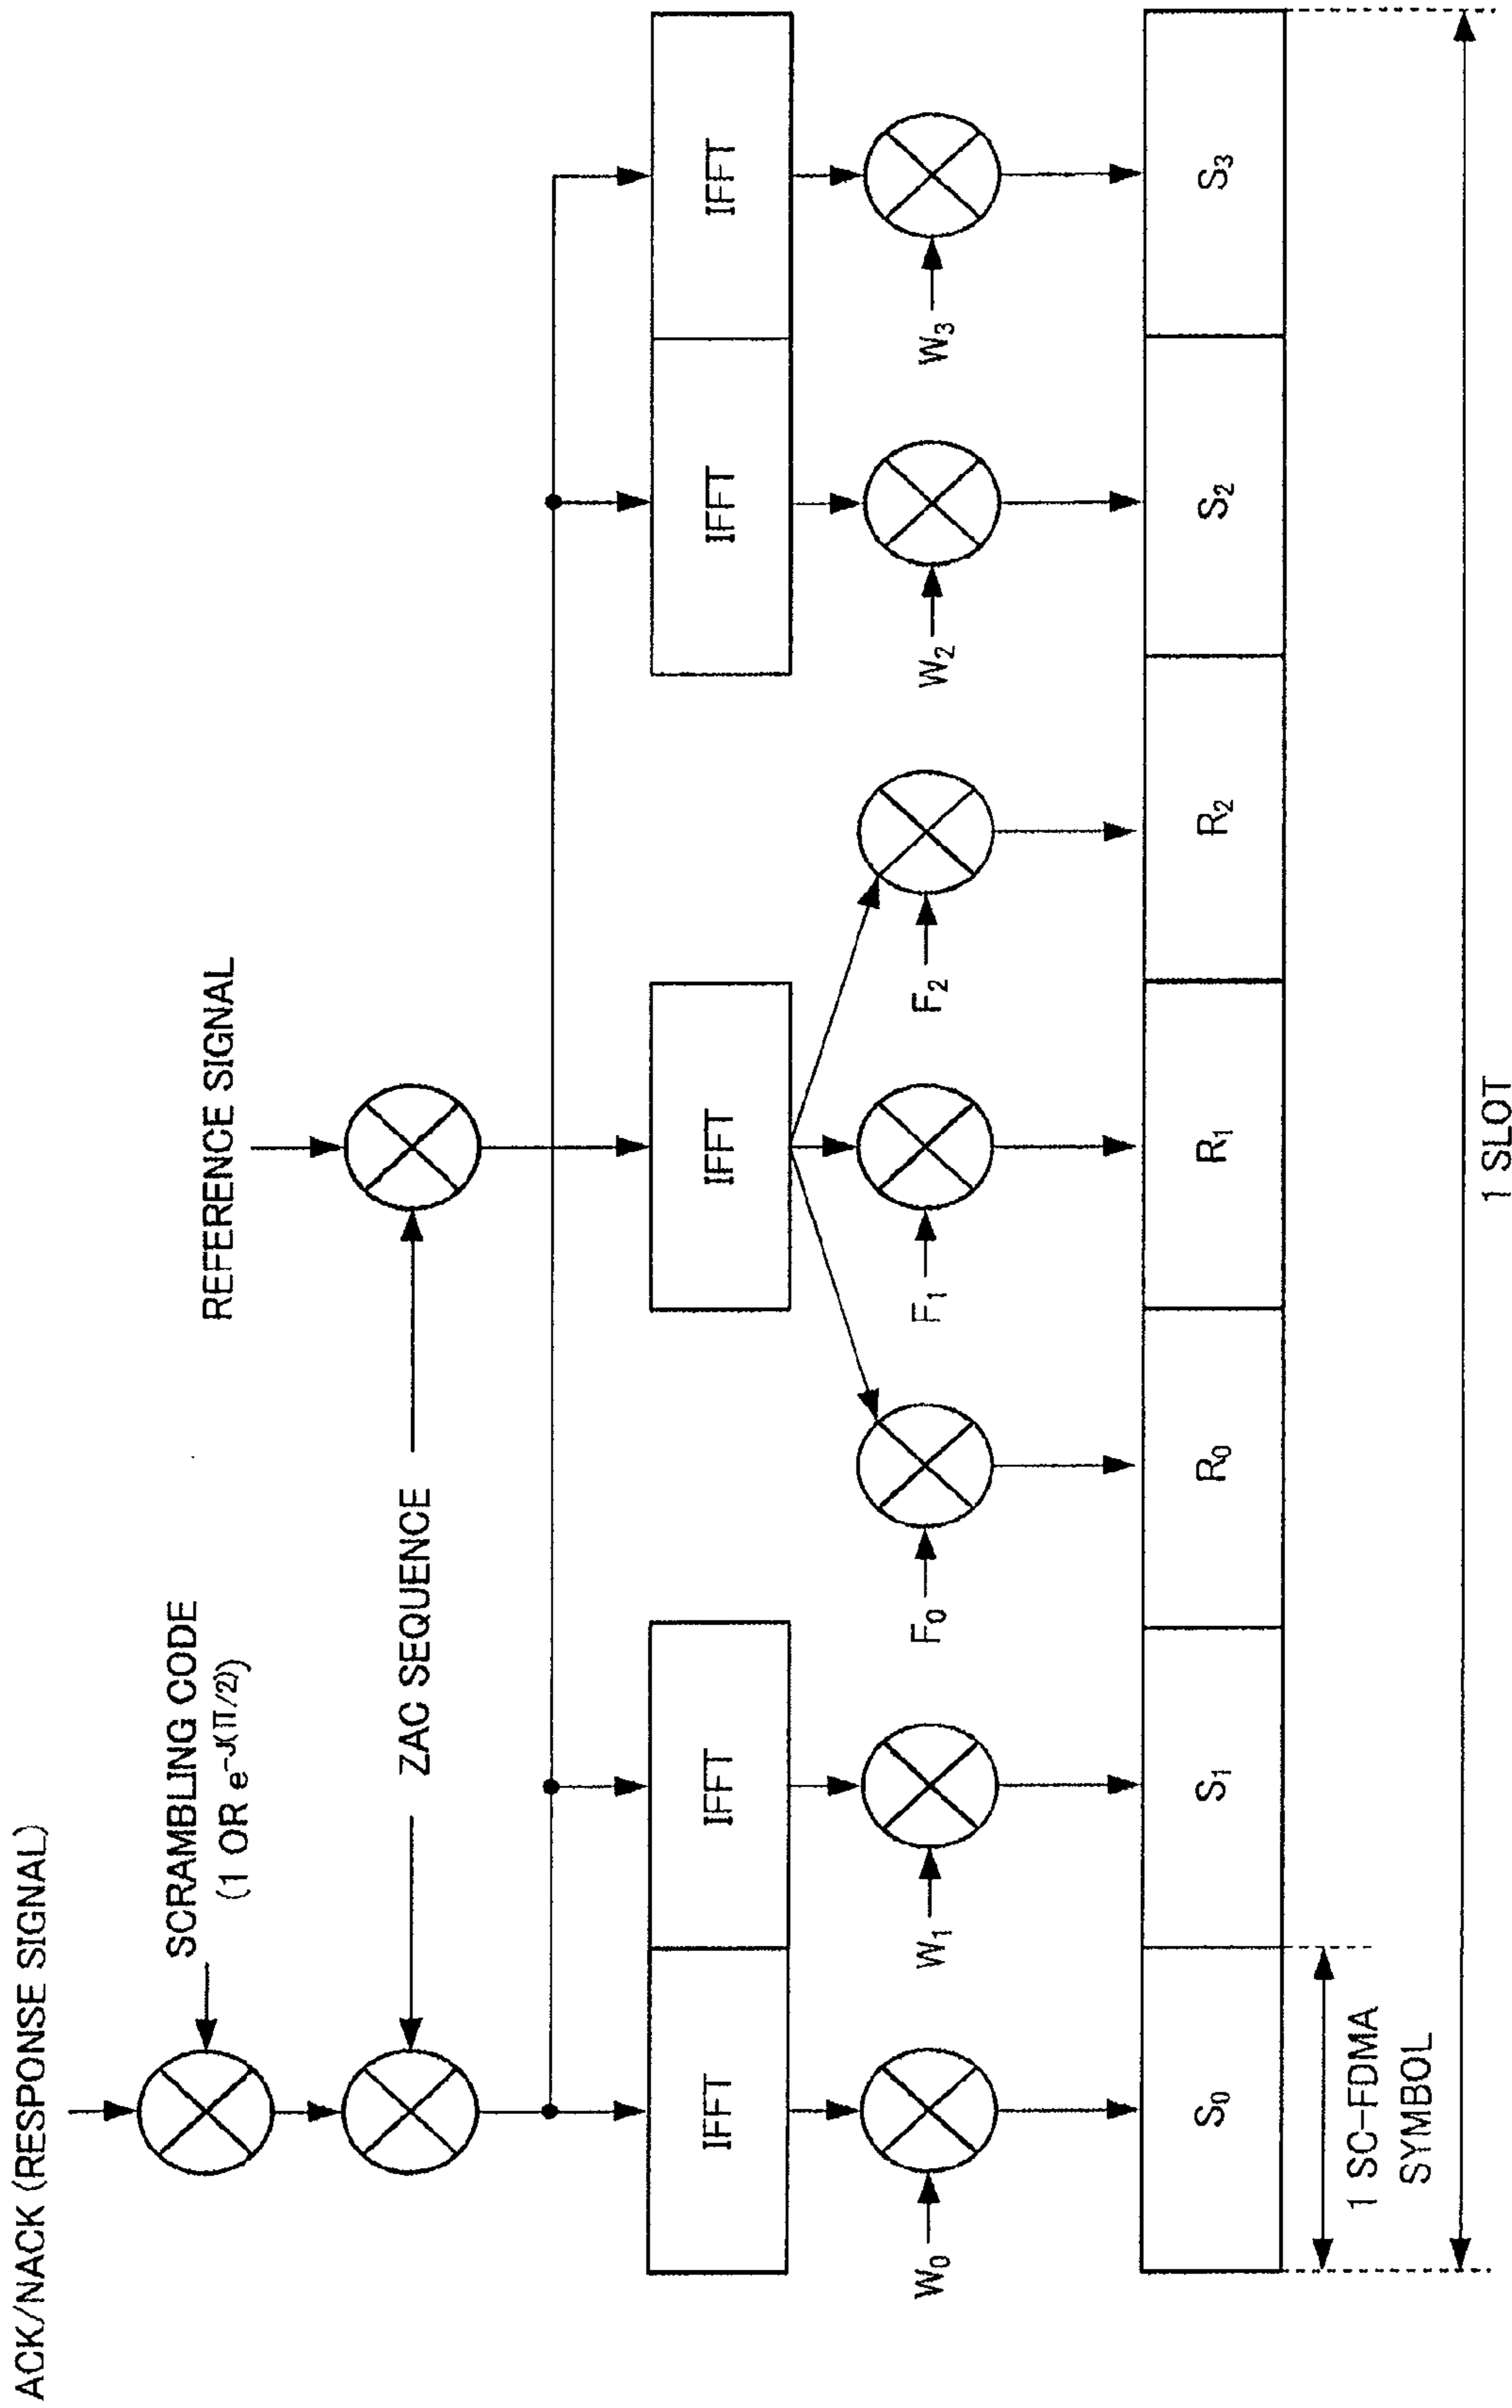 ACK/NACK (RESPONSE SIGNAL)
SCRAMBLING CODE
(1 OR e^-J(Π/2))
REFERENCE SIGNAL
ZAC SEQUENCE
IFFT
IFFT
IFFT
IFFT
IFFT
W0
W1
F0
F1
F2
W2
W3
S0
S1
R0
R1
R2
S2
S3
1 SC-FDMA
SYMBOL
1 SLOT